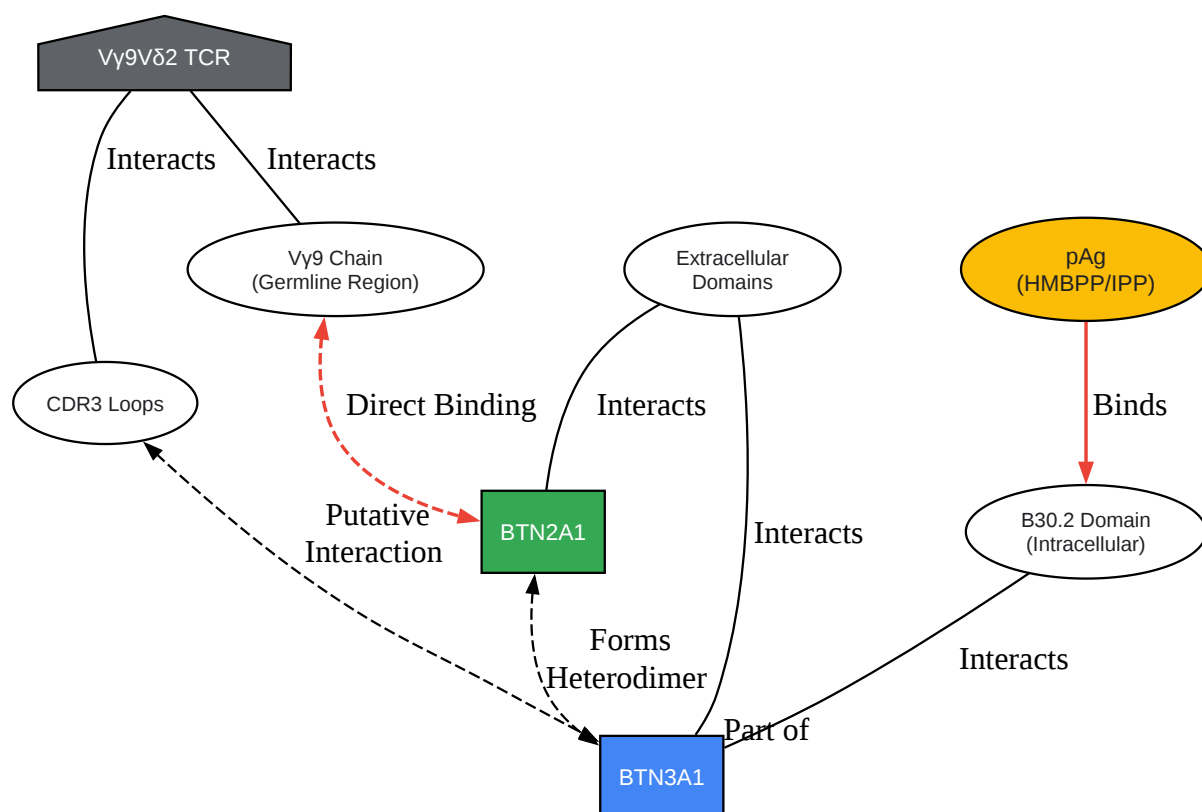 Vγ9Vδ2 TCR
Interacts
Interacts
Vγ9 Chain
(Germline Region)
Extracellular
Domains
pAg
(HMBPP/IPP)
CDR3 Loops
Direct Binding
Interacts
Binds
Putative
Interaction
BTN2A1
Interacts
B30.2 Domain
(Intracellular)
Forms
Heterodimer
Interacts
Part of
BTN3A1